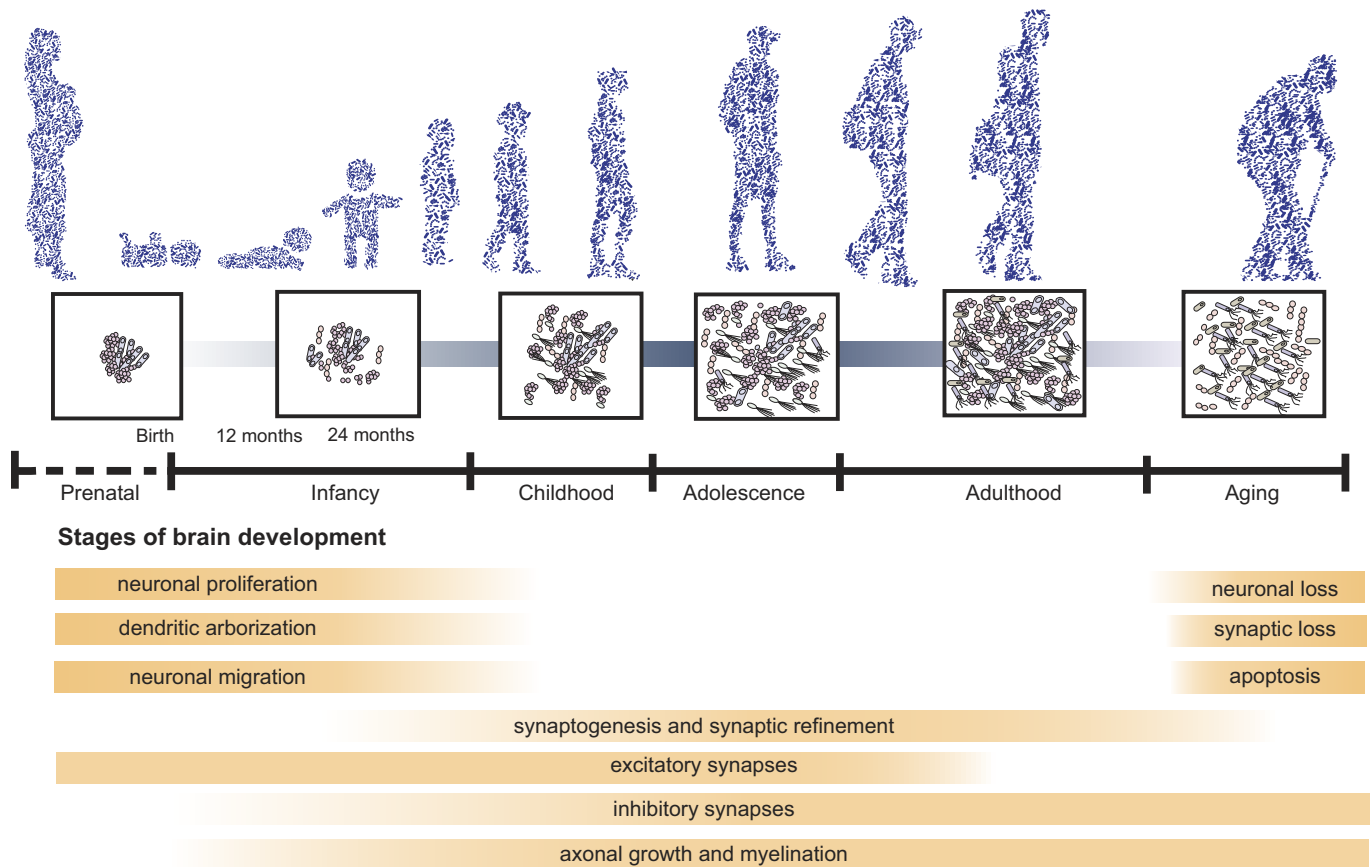 Birth 12 months 24 months
Prenatal Infancy Childhood Adolescence Adulthood Aging
Stages of brain development
neuronal proliferation neuronal loss
dendritic arborization synaptic loss
neuronal migration apoptosis
synaptogenesis and synaptic refinement
excitatory synapses
inhibitory synapses
axonal growth and myelination